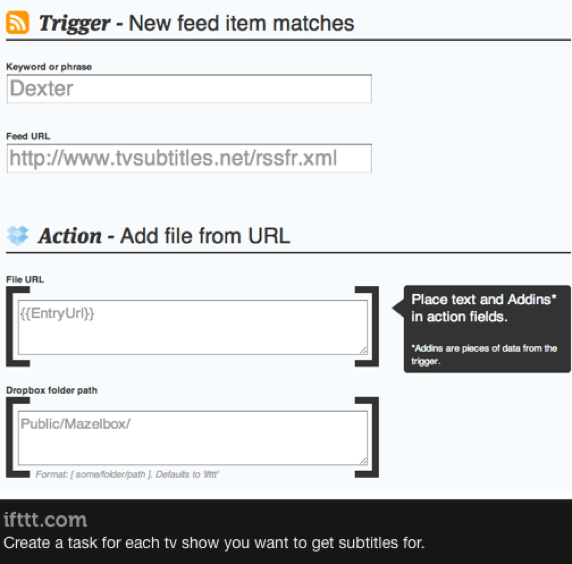 Trigger - New feed item matches
Keyword or phrase
Dexter
Feed URL
http://www.tvsubtitles.net/rssfr.xml
Action - Add file from URL
File URL
{{EntryUrl}}
Place text and Addins*
in action fields.
*Addins are pieces of data from the
trigger.
Dropbox folder path
Public/Mazelbox/
Format: [ some/folder/path ]. Defaults to 'ifttt'
ifttt.com
Create a task for each tv show you want to get subtitles for.